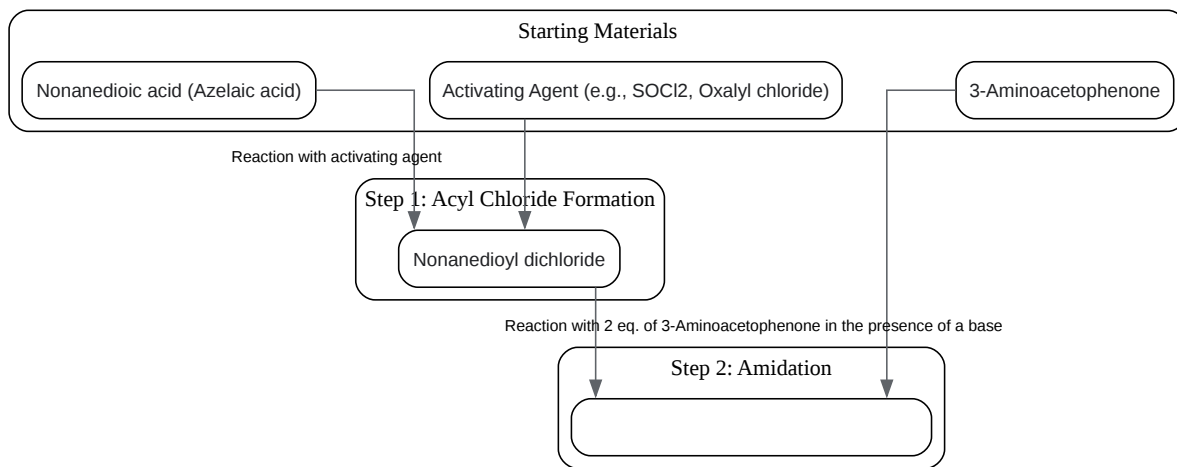 Starting Materials
Nonanedioic acid (Azelaic acid)
Activating Agent (e.g., SOCl2, Oxalyl chloride)
3-Aminoacetophenone
Reaction with activating agent
Step 1: Acyl Chloride Formation
Nonanedioyl dichloride
Reaction with 2 eq. of 3-Aminoacetophenone in the presence of a base
Step 2: Amidation